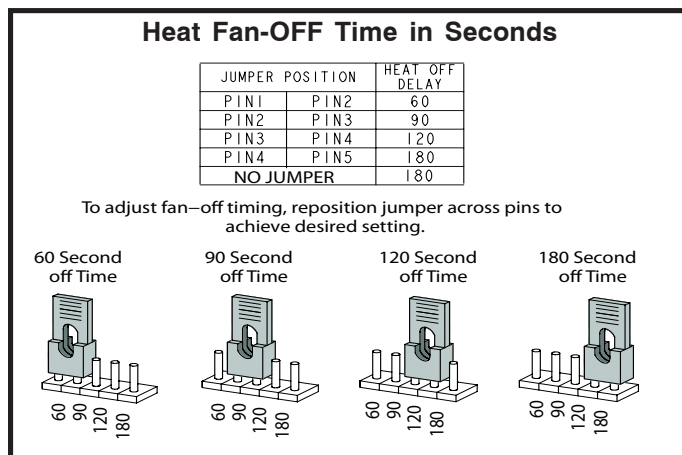 Heat Fan-OFF Time in Seconds
JUMPER POSITION HEAT OFF DELAY
PIN1 PIN2 60
PIN2 PIN3 90
PIN3 PIN4 120
PIN4 PIN5 180
NO JUMPER 180
To adjust fan–off timing, reposition jumper across pins to
achieve desired setting.
60 Second
off Time
90 Second
off Time
120 Second
off Time
180 Second
off Time
60 90 120 180
60 90 120 180
60 90 120 180
60 90 120 180